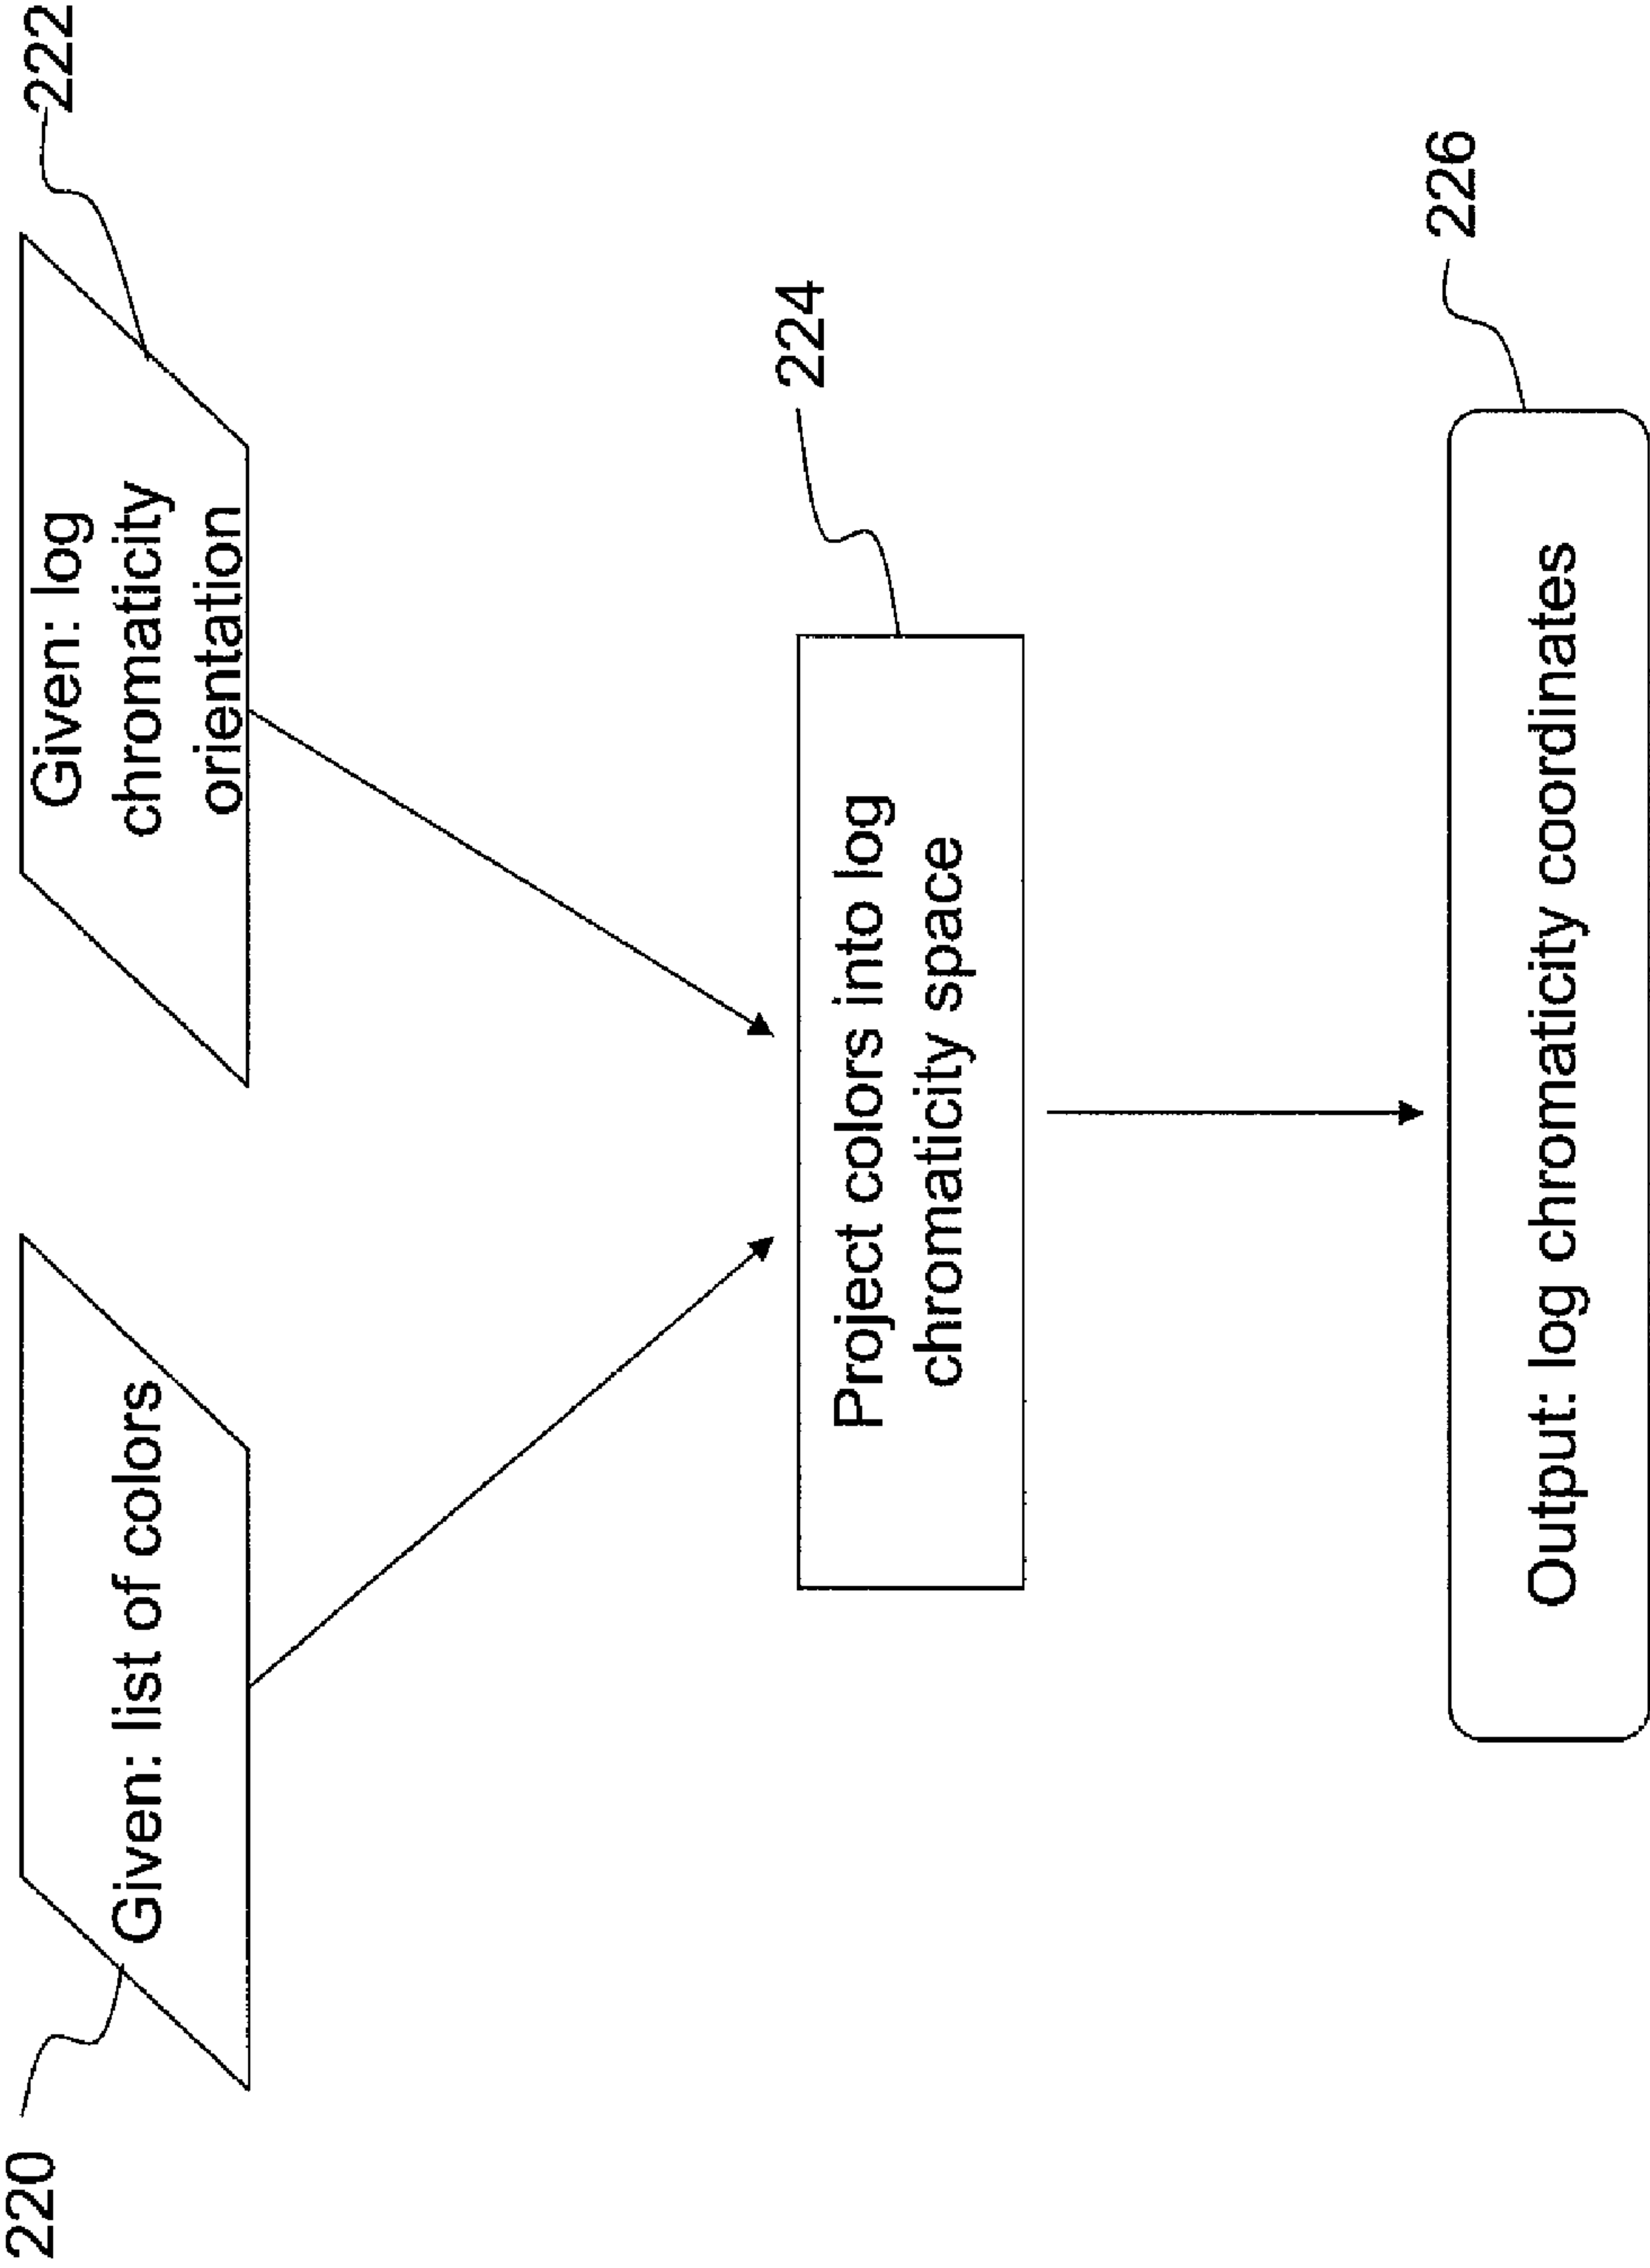 220
Given: list of colors
Given: log
chromaticity
orientation
222
Project colors into log
chromaticity space
224
Output: log chromaticity coordinates
226